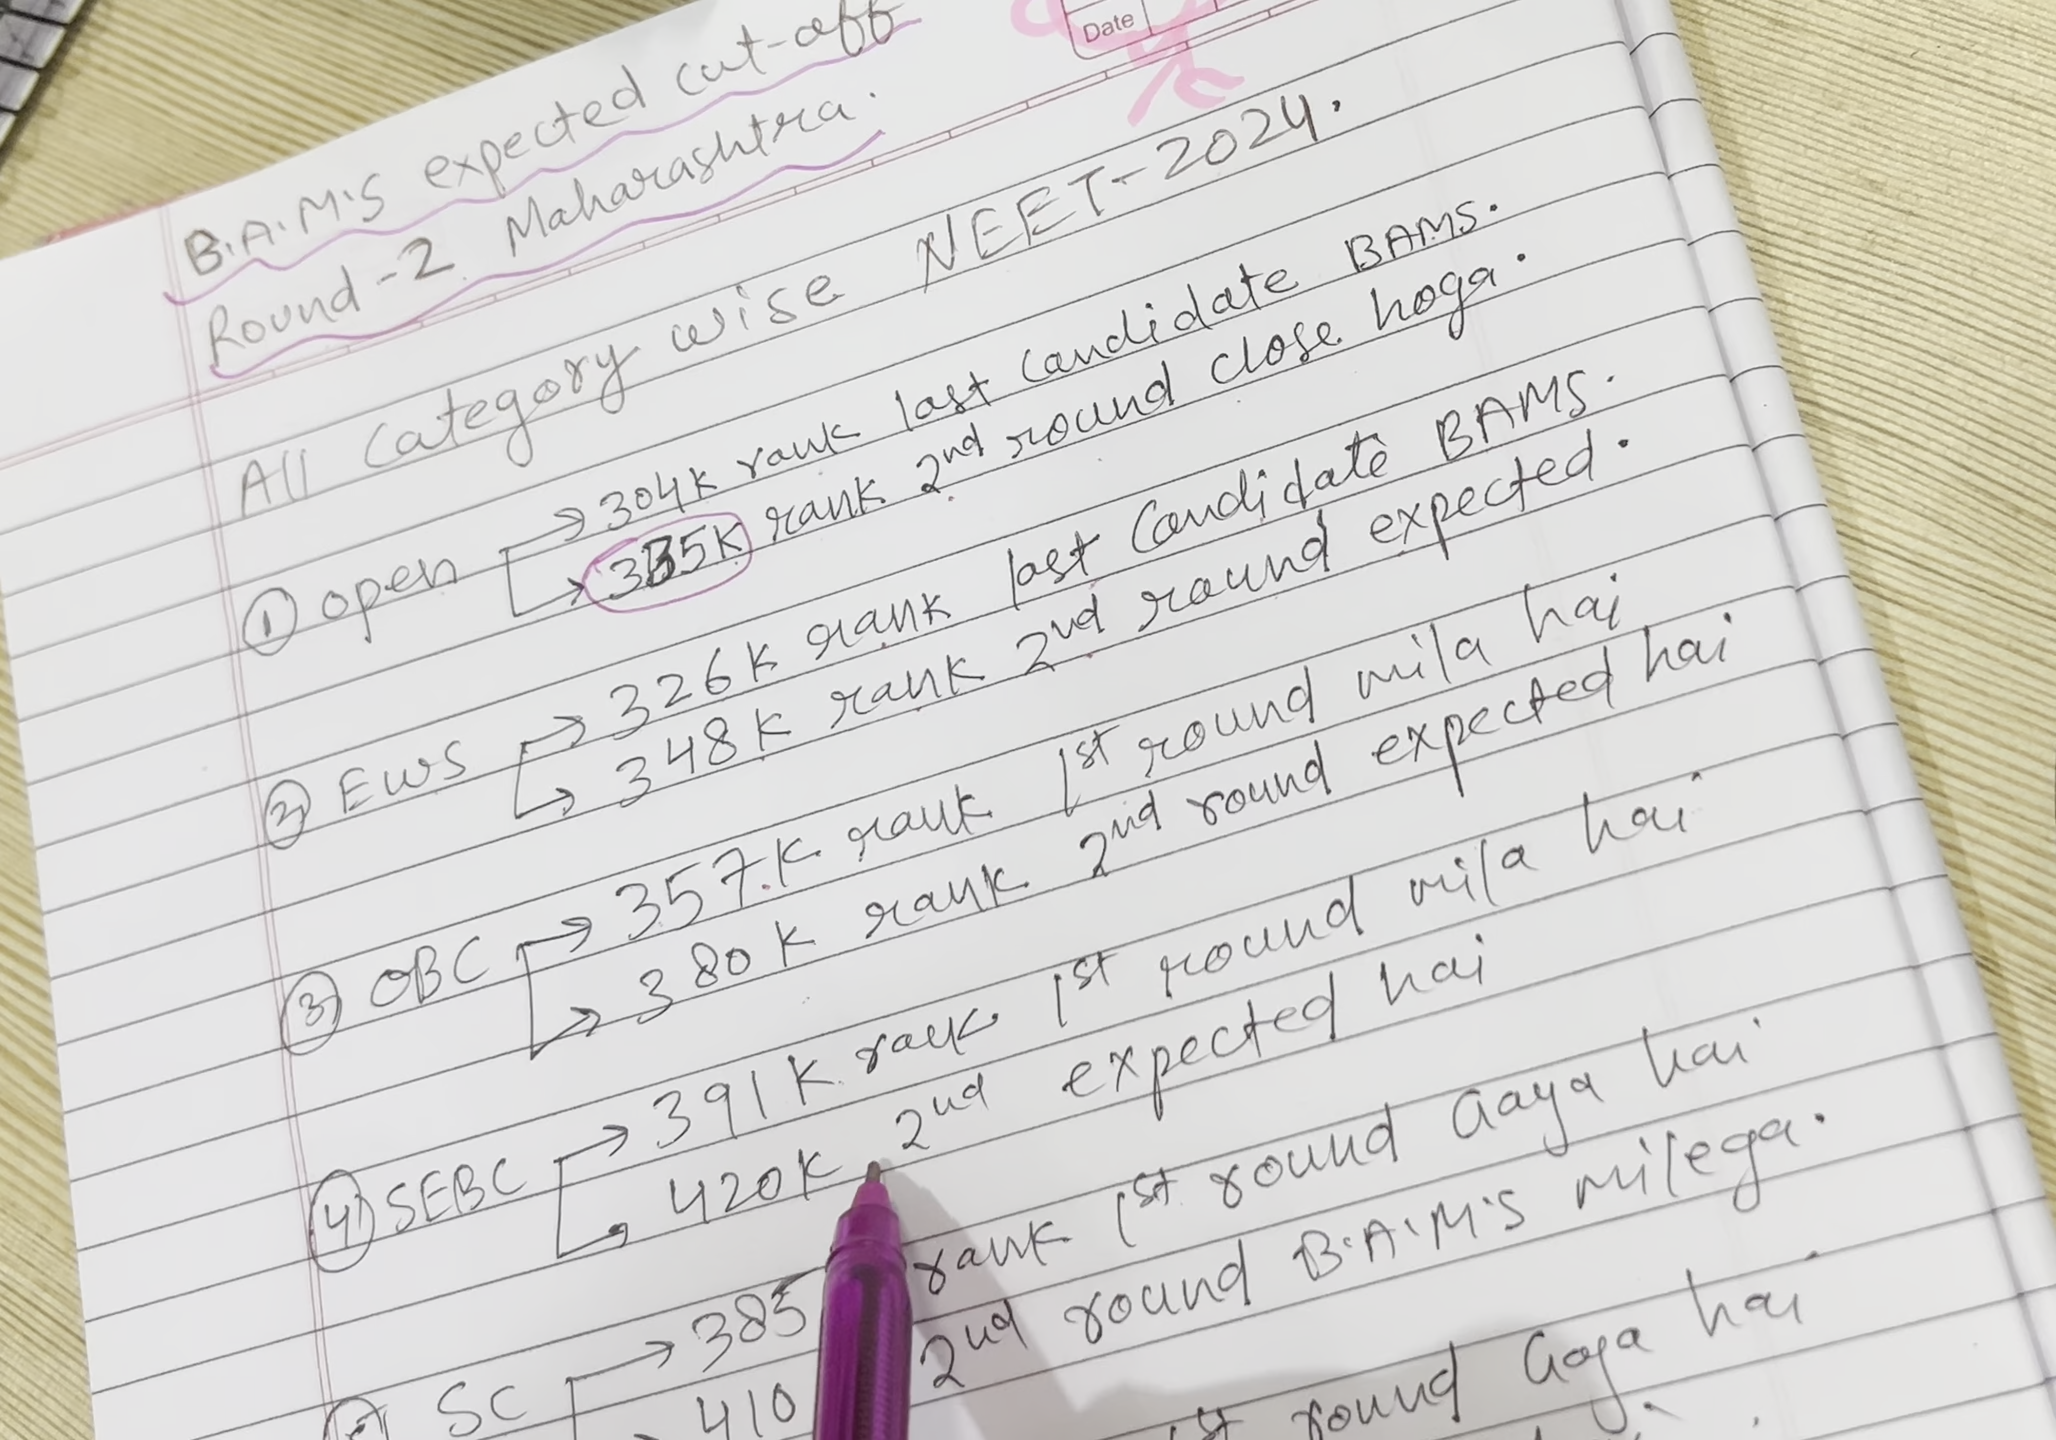 Date
B.A.M.S expected cut-off
Round-2 Maharashtra.
All Category wise NEET-2024.
① open → 304K rank last Candidate BAMS.
→ 335K rank 2nd round close hoga.
② EWS → 326K rank last Candidate BAMS.
→ 348K rank 2nd round expected.
③ OBC → 357K rank 1st round mila hai
→ 380K rank 2nd round expected hai
④ SEBC → 391K rank 1st round mila hai
420K 2nd expected hai
SC → 385 rank 1st round aaya hai
410 2nd round B.A.M.S milega.
1st round aaya hai